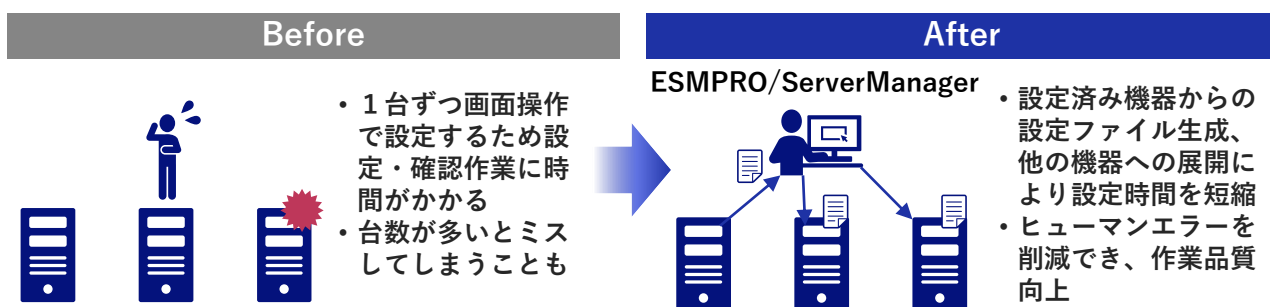 Before
・１台ずつ画面操作
で設定するため設
定・確認作業に時
間がかかる
・台数が多いとミス
してしまうことも
After
ESMPRO/ServerManager
・設定済み機器からの
設定ファイル生成、
他の機器への展開に
より設定時間を短縮
・ヒューマンエラーを
削減でき、作業品質
向上